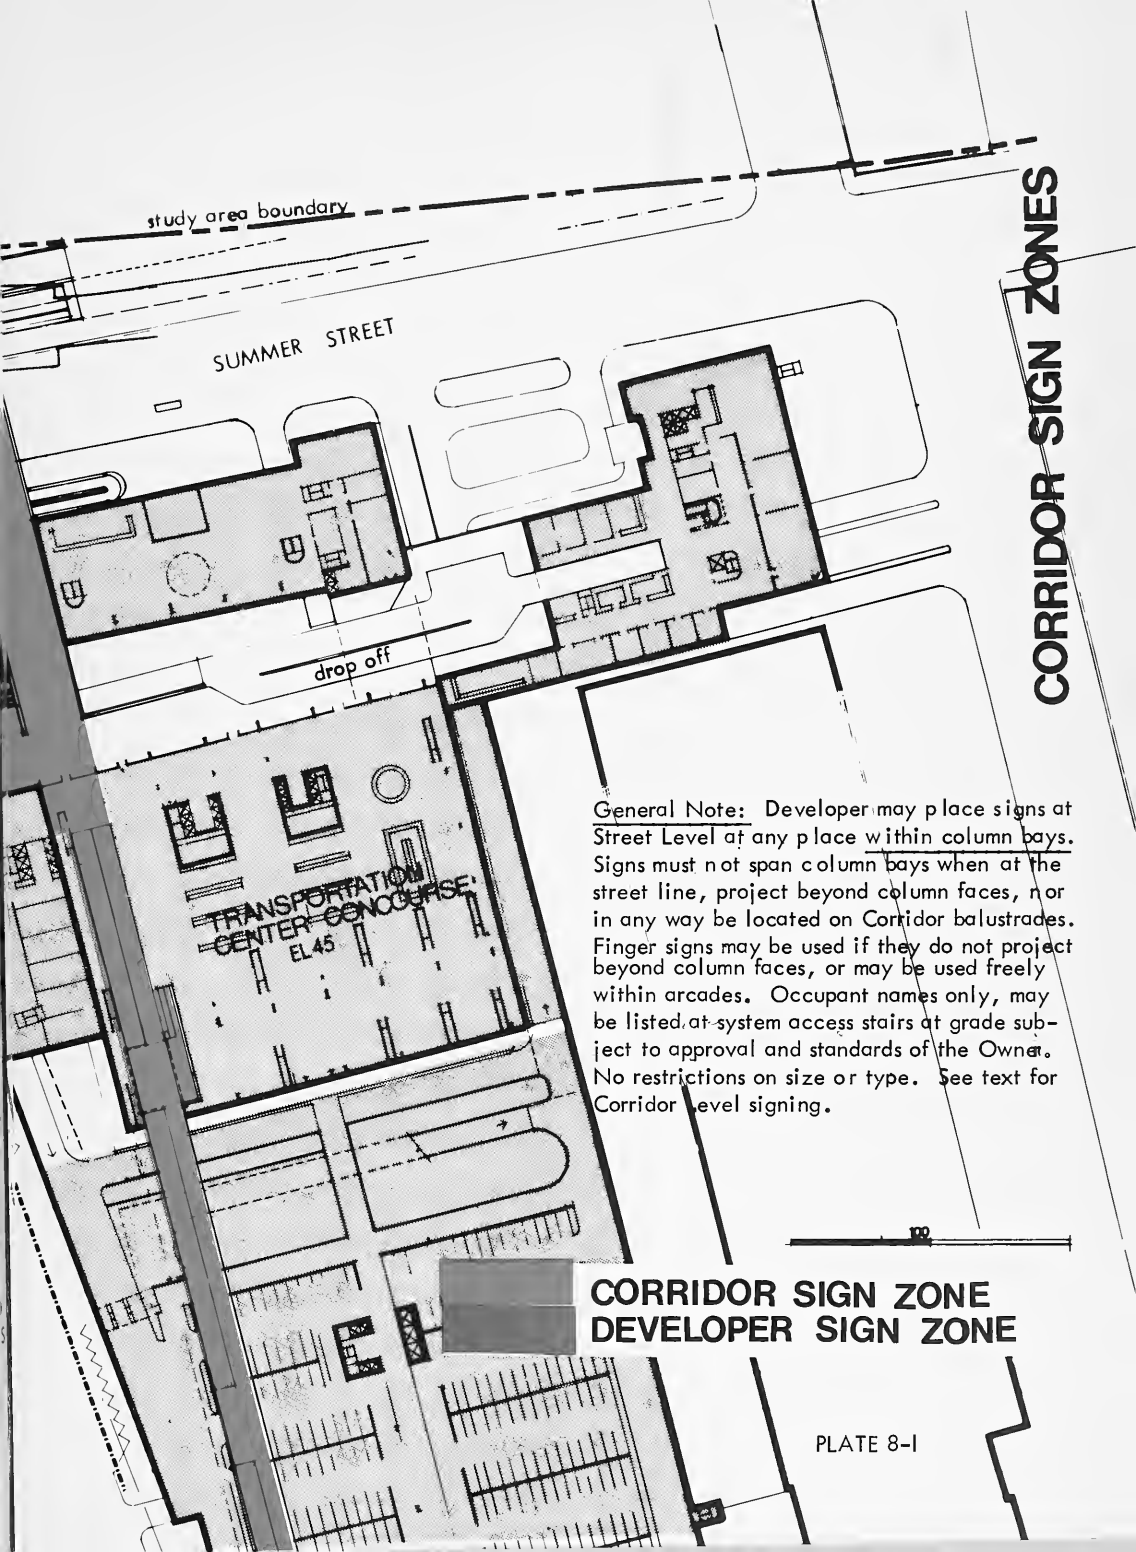 study area boundary
CORRIDOR SIGN ZONES
SUMMER STREET
drop off
TRANSPORTATION
CENTER CONCOURSE
EL 45
General Note: Developer may place signs at
Street Level at any place within column bays.
Signs must not span column bays when at the
street line, project beyond column faces, nor
in any way be located on Corridor balustrades.
Finger signs may be used if they do not project
beyond column faces, or may be used freely
within arcades. Occupant names only, may
be listed at system access stairs at grade sub-
ject to approval and standards of the Owner.
No restrictions on size or type. See text for
Corridor Level signing.
100
CORRIDOR SIGN ZONE
DEVELOPER SIGN ZONE
PLATE 8-1